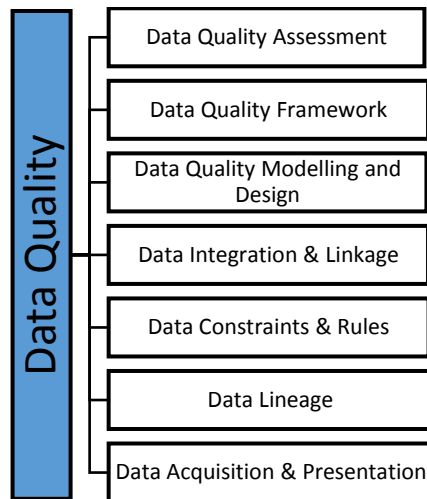 Data Quality
Data Quality Assessment
Data Quality Framework
Data Quality Modelling and
Design
Data Integration & Linkage
Data Constraints & Rules
Data Lineage
Data Acquisition & Presentation